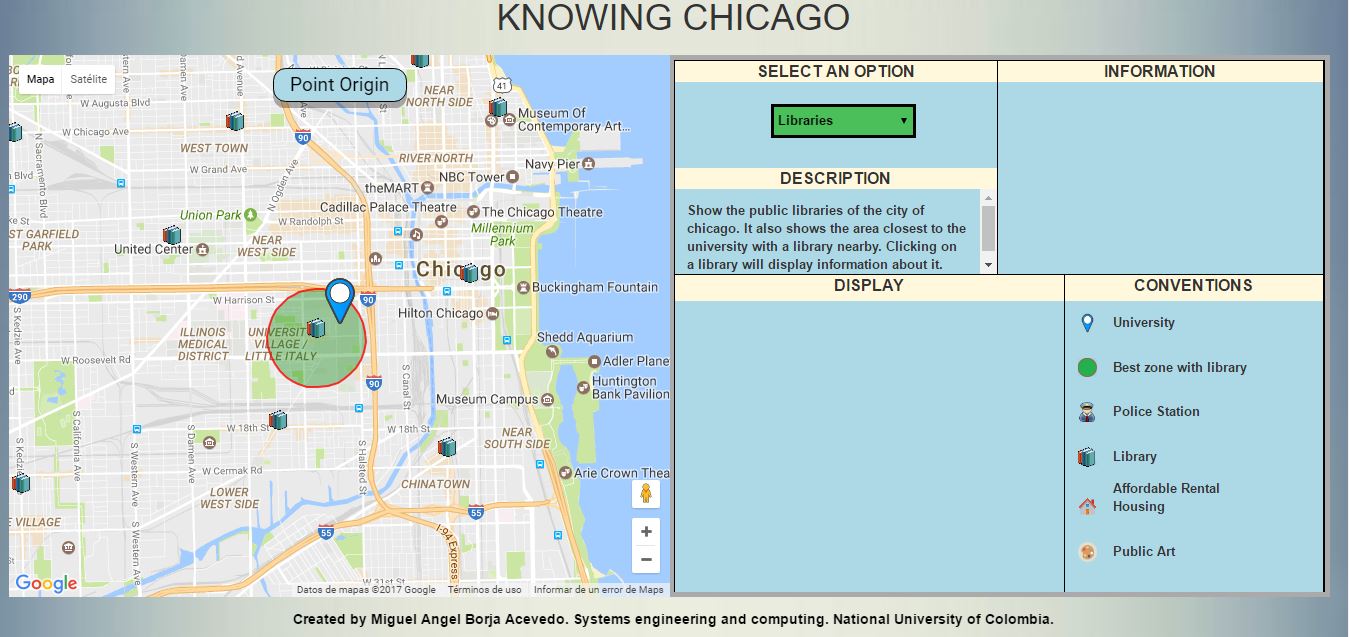 KNOWING CHICAGO
Mapa
Satélite
Point Origin
41
NEAR
NORTH SIDE
W Augusta Blvd
Museum Of
Contemporary Art...
W Chicago Ave
90
WEST TOWN
N Sacramento Blvd
RIVER NORTH
Navy Pier
W Grand Ave
NBC Tower
theMART
N Ogden Ave
Cadillac Palace Theatre
The Chicago Theatre
Union Park
W Randolph St
Millennium
Park
ST GARFIELD
PARK
United Center
NEAR
WEST SIDE
Chicago
Buckingham Fountain
290
W Harrison St
90
Hilton Chicago
ILLINOIS
MEDICAL
DISTRICT
UNIVERSIT
VILLAGE /
LITTLE ITALY
Shedd Aquarium
W Roosevelt Rd
Adler Plane
S Kedzie Ave
90
S Canal St
Huntington
Bank Pavilion
Museum Campus
S California Ave
W 18th St
W 18th St
NEAR
SOUTH SIDE
S Western Ave
S Damen Ave
S Halsted St
W Cermak Rd
Arie Crown Thea
CHINATOWN
LOWER
WEST SIDE
E VILLAGE
55
55
I-94 Express
S Western Ave
W 31st St
Google
Datos de mapas ©2017 Google
Términos de uso
Informar de un error de Maps
SELECT AN OPTION
Libraries
DESCRIPTION
Show the public libraries of the city of
chicago. It also shows the area closest to the
university with a library nearby. Clicking on
a library will display information about it.
INFORMATION
DISPLAY
CONVENTIONS
University
Best zone with library
Police Station
Library
Affordable Rental
Housing
Public Art
Created by Miguel Angel Borja Acevedo. Systems engineering and computing. National University of Colombia.